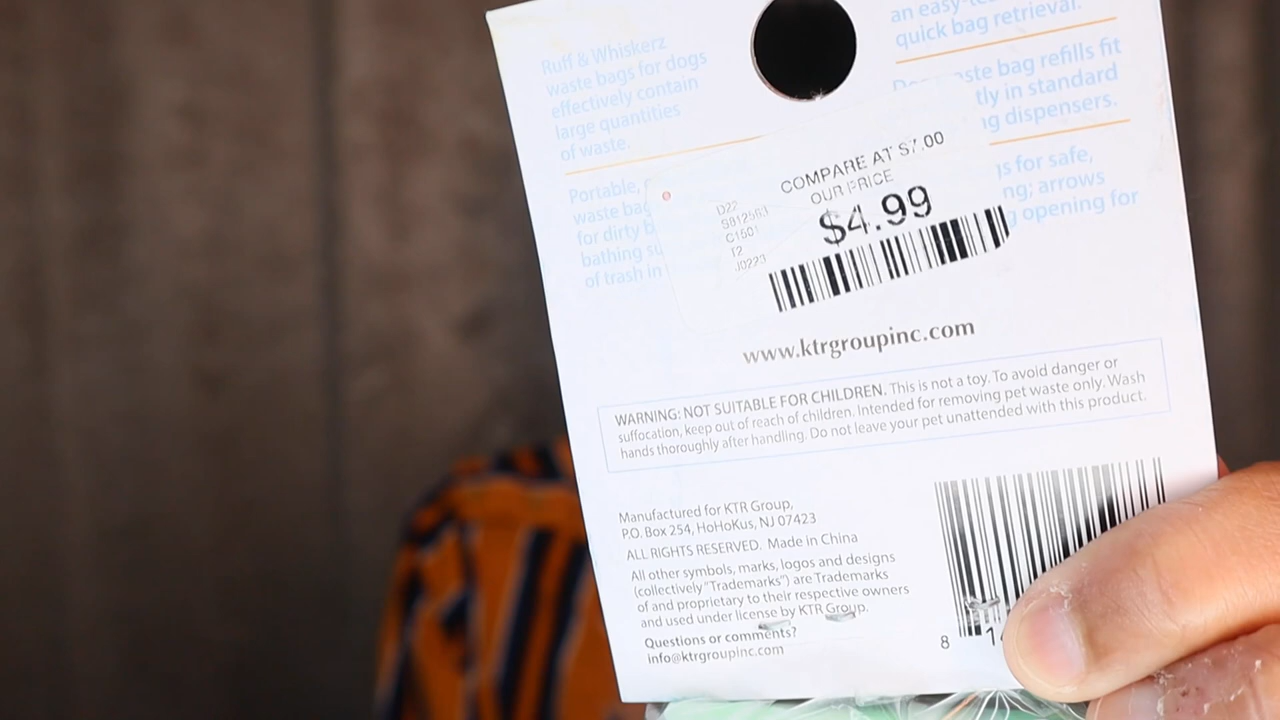 Ruff & Whiskerz
waste bags for dogs
effectively contain
large quantities
of waste.
Portable,
waste bag
for dirty
bathing
of trash in
quick bag retrieval.
waste bag refills fit
in standard
dispensers.
for safe,
arrows
opening for
COMPARE AT $7.00
OUR PRICE
$4.99
D22
C1501
T2
J0223
www.ktrgroupinc.com
WARNING: NOT SUITABLE FOR CHILDREN. This is not a toy. To avoid danger or
suffocation, keep out of reach of children. Intended for removing pet waste only. Wash
hands thoroughly after handling. Do not leave your pet unattended with this product.
Manufactured for KTR Group,
P.O. Box 254, HoHoKus, NJ 07423
ALL RIGHTS RESERVED. Made in China
All other symbols, marks, logos and designs
(collectively "Trademarks") are Trademarks
of and proprietary to their respective owners
and used under license by KTR Group.
Questions or comments?
info@ktrgroupinc.com
8 1